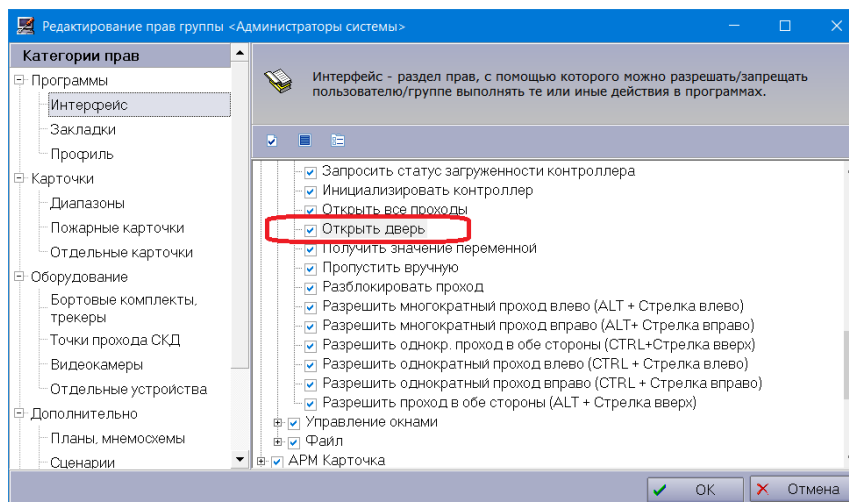 Редактирование прав группы <Администраторы системы>
Категории прав
Программы
Интерфейс
Закладки
Профиль
Карточки
Диапазоны
Пожарные карточки
Отдельные карточки
Оборудование
Бортовые комплекты,
трекеры
Точки прохода СКД
Видеокамеры
Отдельные устройства
Дополнительно
Планы, мнемосхемы
Сценарии
Интерфейс - раздел прав, с помощью которого можно разрешать/запрещать
пользователю/группе выполнять те или иные действия в программах.
Запросить статус загруженности контроллера
Инициализировать контроллер
Открыть все проходы
Открыть дверь
Получить значение переменной
Пропустить вручную
Разблокировать проход
Разрешить многократный проход влево (ALT + Стрелка влево)
Разрешить многократный проход вправо (ALT+ Стрелка вправо)
Разрешить однокр. проход в обе стороны (CTRL+Стрелка вверх)
Разрешить однократный проход влево (CTRL + Стрелка влево)
Разрешить однократный проход вправо (CTRL + Стрелка вправо)
Разрешить проход в обе стороны (ALT + Стрелка вверх)
Управление окнами
Файл
АРМ Карточка
OK
Отмена